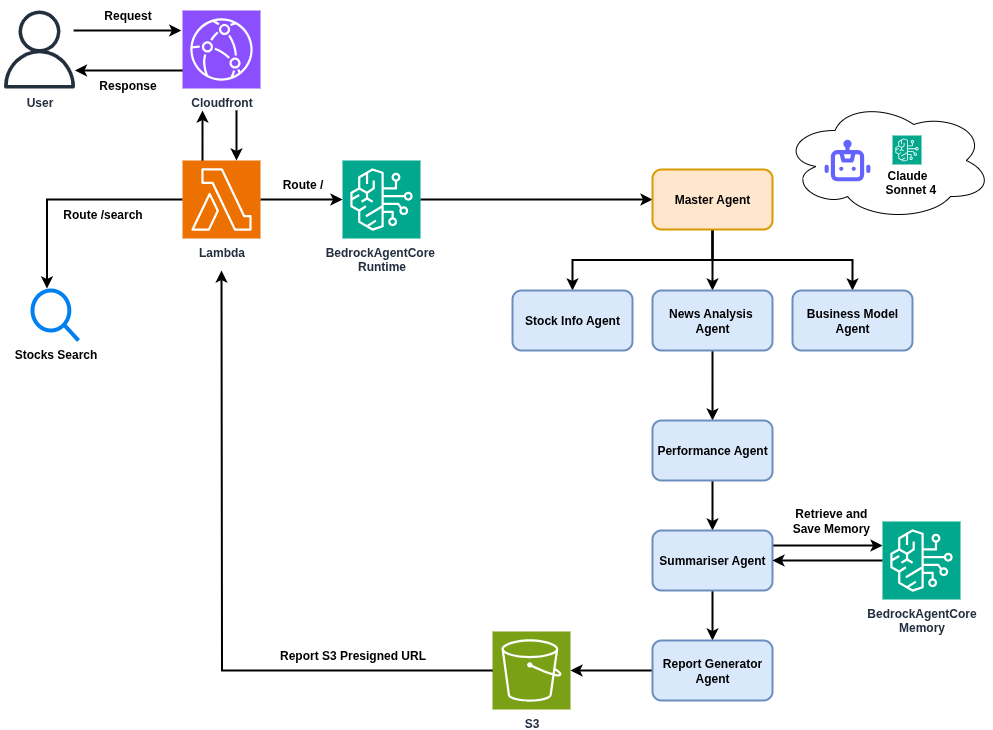 Request
Response
User
Cloudfront
Claude
Sonnet 4
Route /
Master Agent
Route /search
Lambda
BedrockAgentCore
Runtime
Stock Info Agent
News Analysis
Agent
Business Model
Agent
Stocks Search
Performance Agent
Retrieve and
Save Memory
Summariser Agent
BedrockAgentCore
Memory
Report S3 Presigned URL
Report Generator
Agent
S3